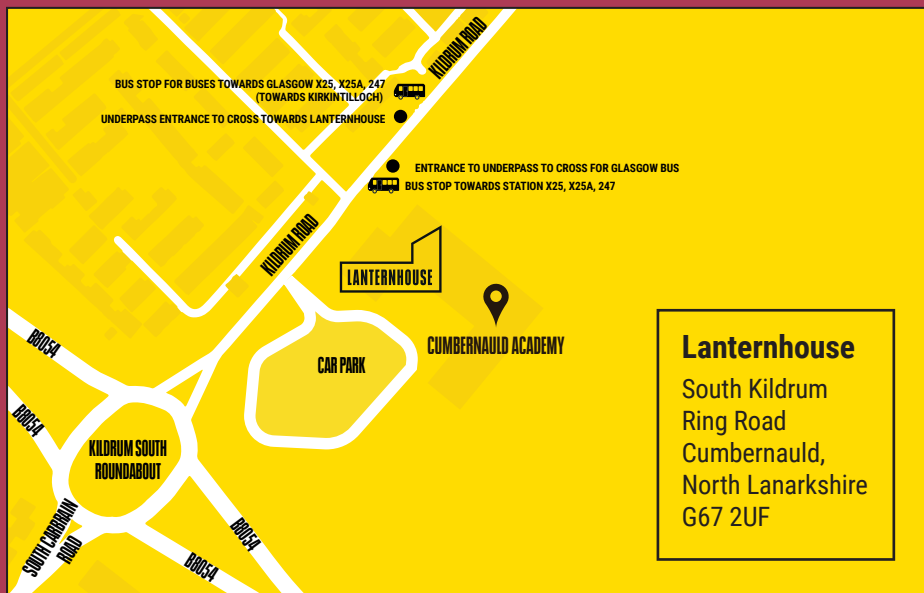 KILDRUM ROAD
BUS STOP FOR BUSES TOWARDS GLASGOW X25, X25A, 247
(TOWARDS KIRKINTILLOCH)
UNDERPASS ENTRANCE TO CROSS TOWARDS LANTERNHOUSE
ENTRANCE TO UNDERPASS TO CROSS FOR GLASGOW BUS
BUS STOP TOWARDS STATION X25, X25A, 247
KILDRUM ROAD
LANTERNHOUSE
CUMBERNAULD ACADEMY
CAR PARK
B8054
B8054
KILDRUM SOUTH
ROUNDABOUT
SOUTH CARBRAIN
ROAD
B8054
B8054
Lanternhouse
South Kildrum
Ring Road
Cumbernauld,
North Lanarkshire
G67 2UF